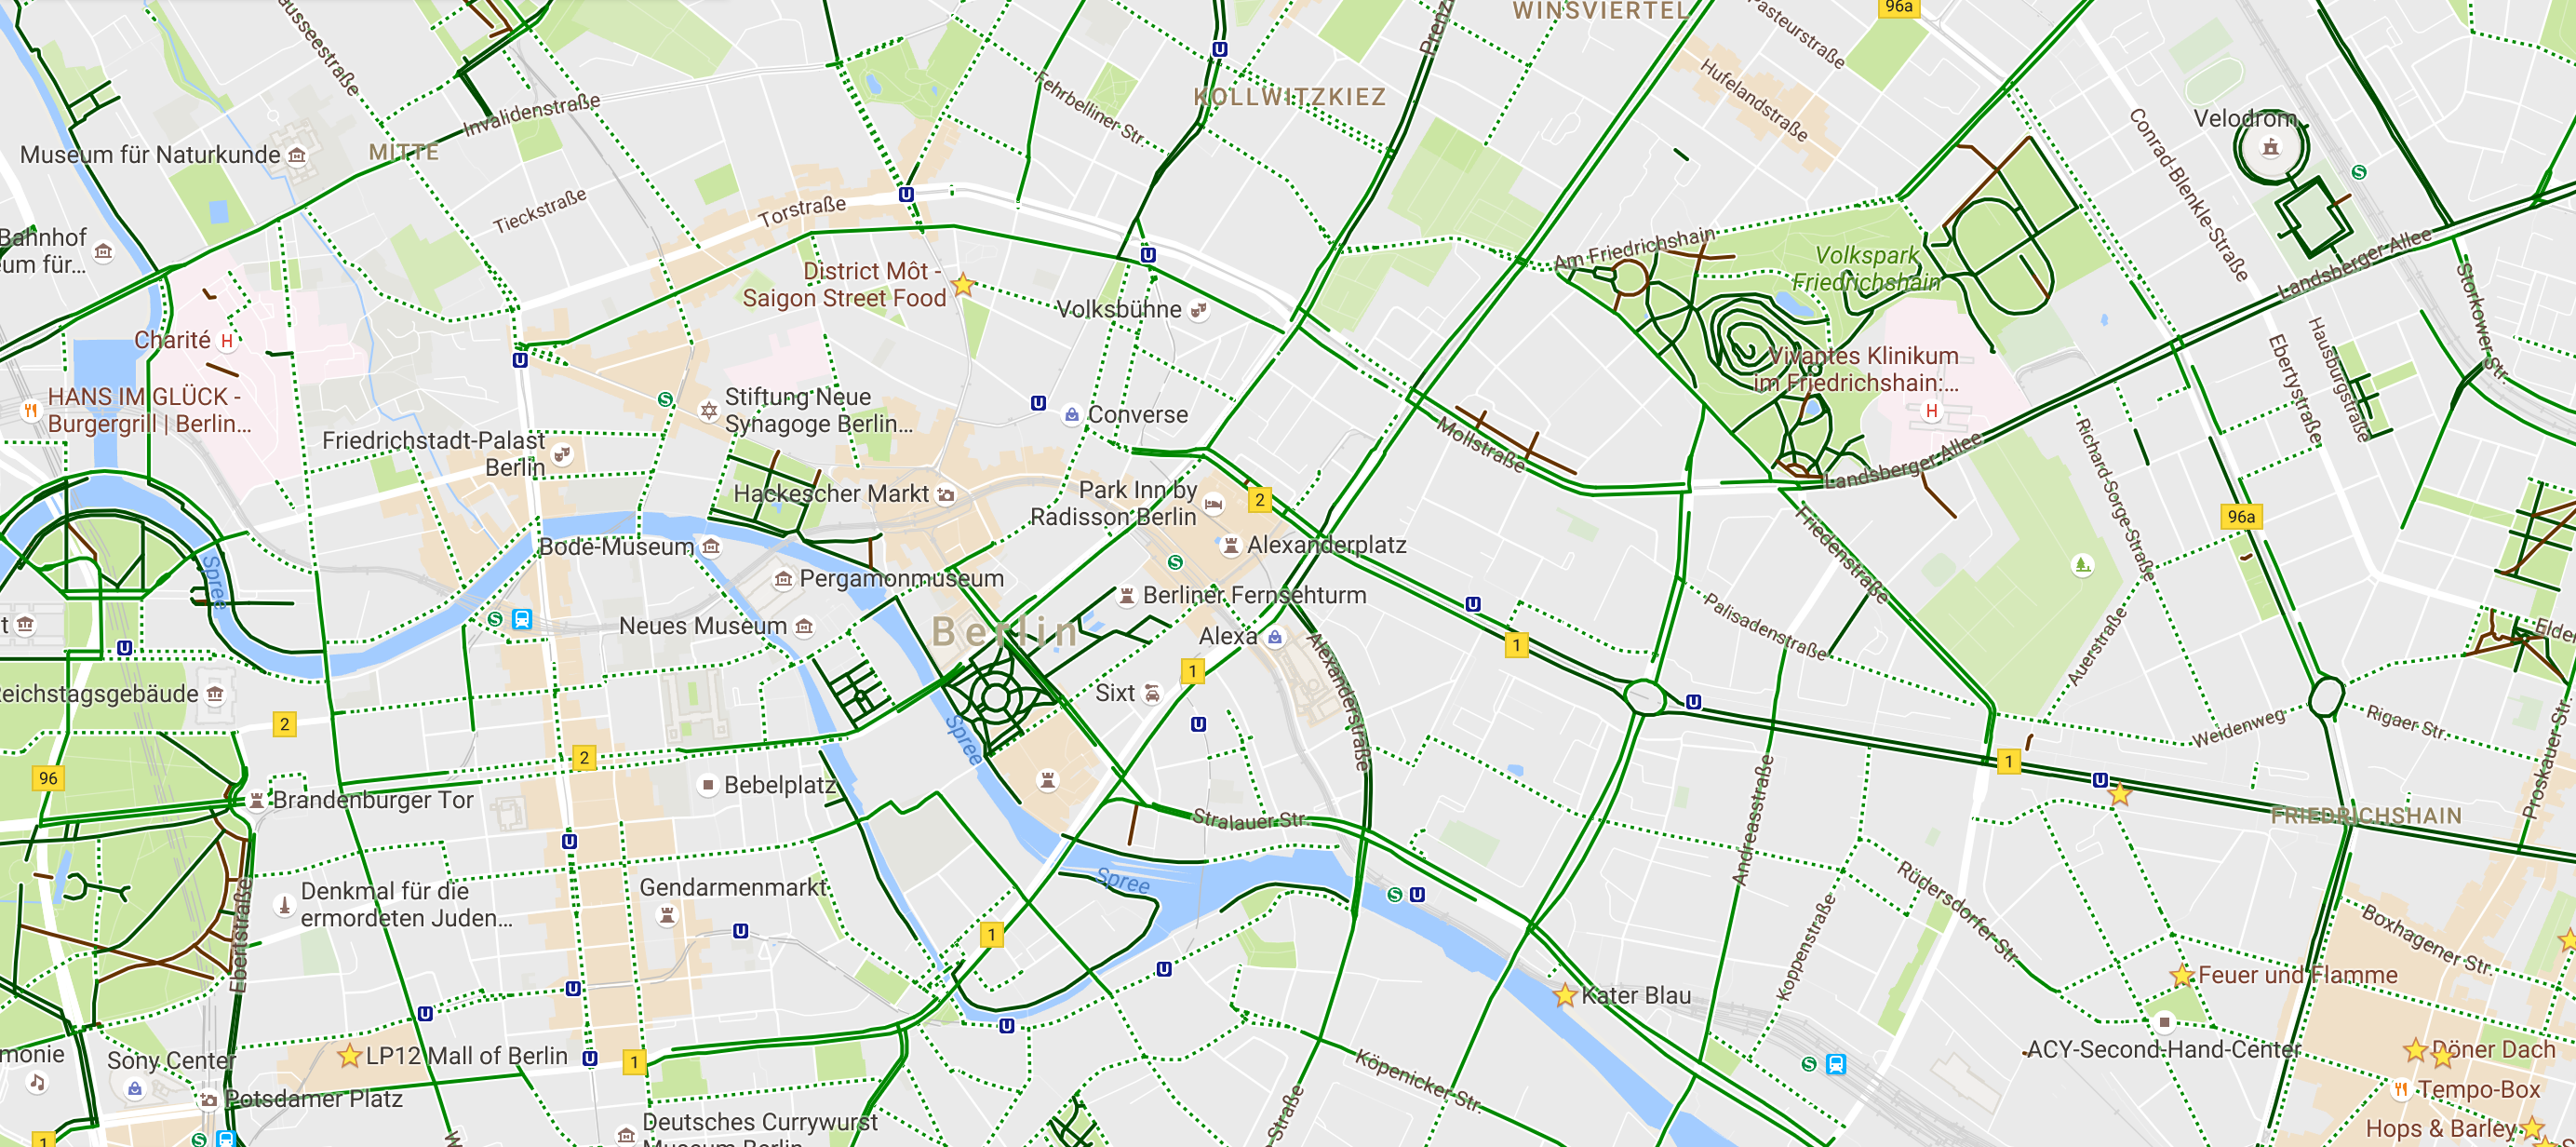 WINSVIERTEL
96a
Prenzl
Pasteurstraße
Hufelandstraße
KOLLWITZKIEZ
Fehrbelliner Str.
Invalidenstraße
MITTE
Museum für Naturkunde
Tieckstraße
Torstraße
Velodrom
Conrad-Blenkle-Straße
Landsberger Allee
Storkower Str.
Bahnhof
um für...
Am Friedrichshain
Volkspark
Friedrichshain
District Môt -
Saigon Street Food
Volksbühne
Charité
Vivantes Klinikum
im Friedrichshain:...
Ebertystraße
Hausburgstraße
HANS IM GLÜCK -
Burgergrill | Berlin...
Stiftung Neue
Synagoge Berlin...
Converse
Friedrichstadt-Palast
Berlin
Mollstraße
Landsberger Allee
Richard-Sorge-Straße
Hackescher Markt
Park Inn by
Radisson Berlin
2
96a
Friedenstraße
Bode-Museum
Alexanderplatz
Spree
Pergamonmuseum
Berliner Fernsehturm
Neues Museum
Berlin
Alexa
Palisadenstraße
Auerstraße
1
1
Alexanderstraße
Sixt
Reichstagsgebäude
2
Spree
Weidenweg
Rigaer Str.
Proskauer Str.
96
2
Bebelplatz
1
Brandenburger Tor
Stralauer Str.
Andreasstraße
FRIEDRICHSHAIN
Denkmal für die
ermordeten Juden...
Gendarmenmarkt
Spree
Rüdersdorfer Str.
Koppenstraße
Boxhagener Str.
Ebertstraße
1
Feuer und Flamme
Kater Blau
monie
Sony Center
LP12 Mall of Berlin
1
Köpenicker Str.
ACY-Second-Hand-Center
Döner Dach
Tempo-Box
Potsdamer Platz
Deutsches Currywurst
Museum Berlin
Straße
Hops & Barley
1